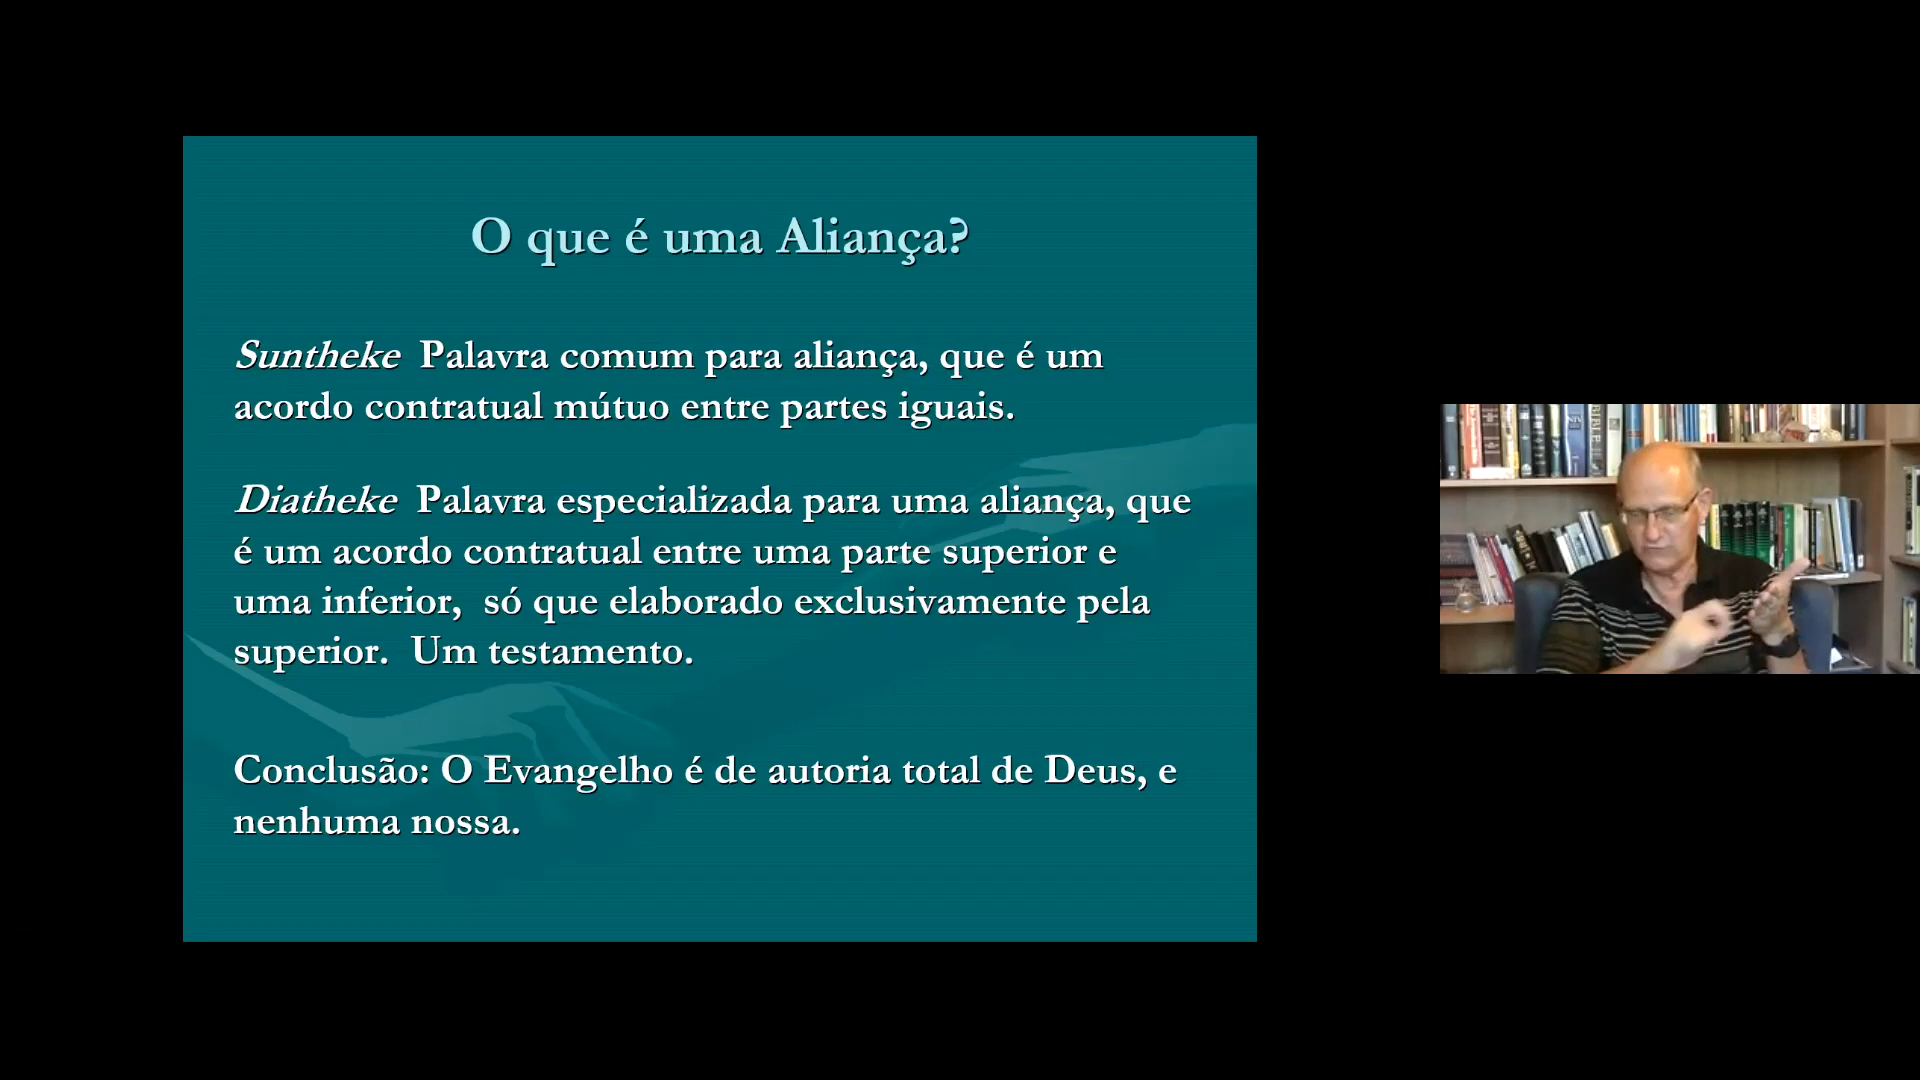 O que é uma Aliança?
Suntheke Palavra comum para aliança, que é um
acordo contratual mútuo entre partes iguais.
Diatheke Palavra especializada para uma aliança, que
é um acordo contratual entre uma parte superior e
uma inferior, só que elaborado exclusivamente pela
superior. Um testamento.
Conclusão: O Evangelho é de autoria total de Deus, e
nenhuma nossa.
NIV